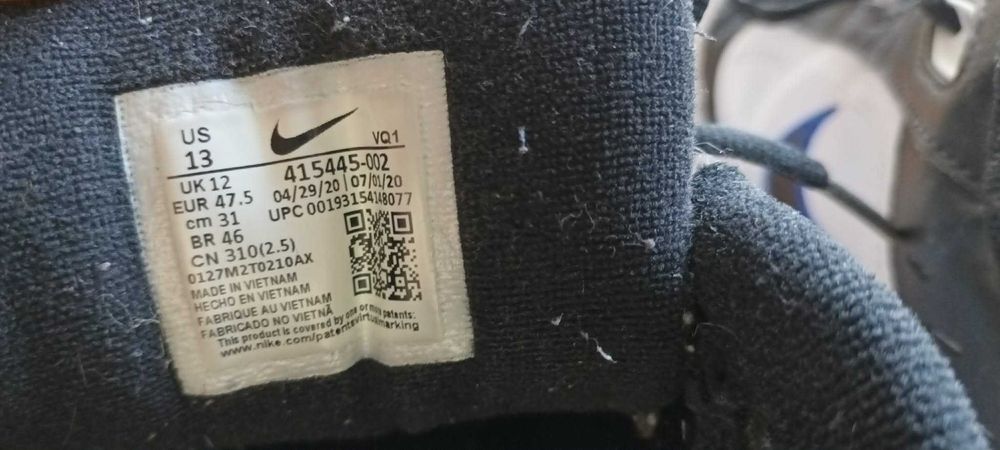 US
13
VQ1
415445-002
UK 12
04/29/20 | 07/01/20
EUR 47.5
UPC 00193154148077
cm 31
BR 46
CN 310(2.5)
0127M2T0210AX
MADE IN VIETNAM
HECHO EN VIETNAM
FABRIQUE AU VIETNAM
FABRICADO NO VIETNÃ
This product is covered by one or more patents:
www.nike.com/patentsvirtualmarking